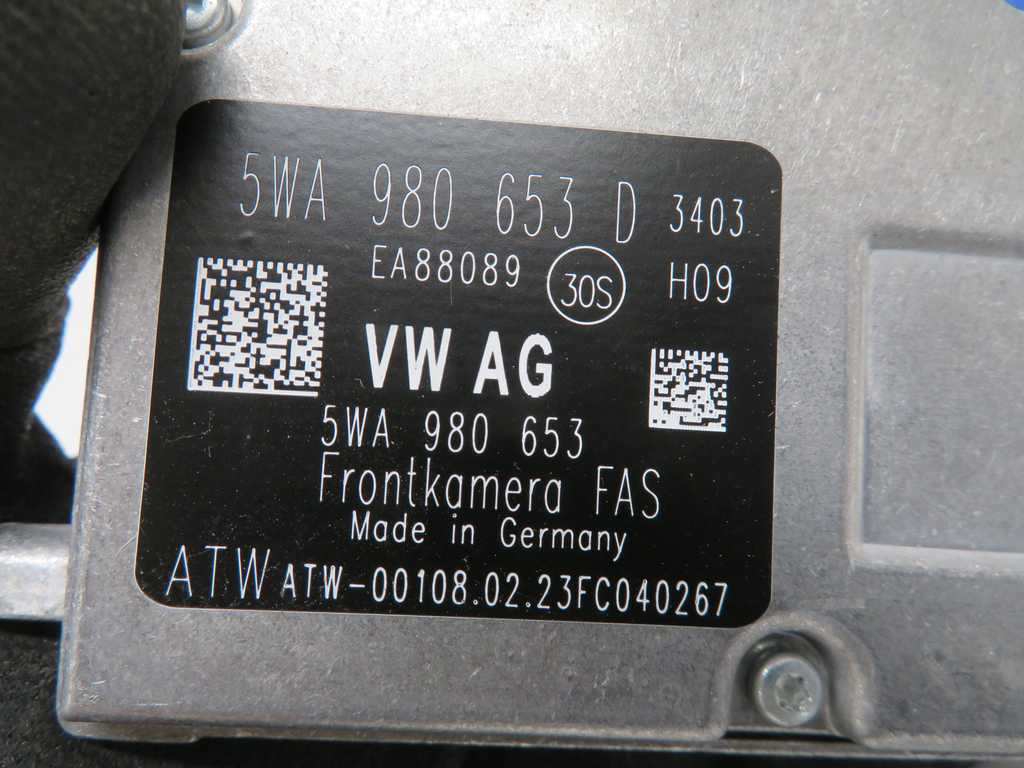 5WA 980 653 D 3403
EA88089 30S H09
VW AG
5WA 980 653
Frontkamera FAS
Made in Germany
ATW ATW-00108.02.23FC040267